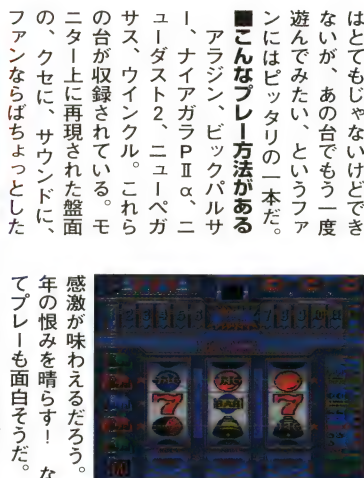 はとてもじゃないけどでき
ないが、あの台でもう一度
遊んでみたい、というファ
ンにはピッタリの一本だ。
■こんなプレー方法がある
アラジン、ビックパルサ
ー、ナイアガラPⅡα、ニ
ューダスト2、ニューペガ
サス、ウインクル。これら
の台が収録されている。モ
ニター上に再現された盤面
の、クセに、サウンドに、
ファンならばちょっとした
感激が味わえるだろう。
年の恨みを晴らす! な
てプレーも面白そうだ。
7
BAR
7